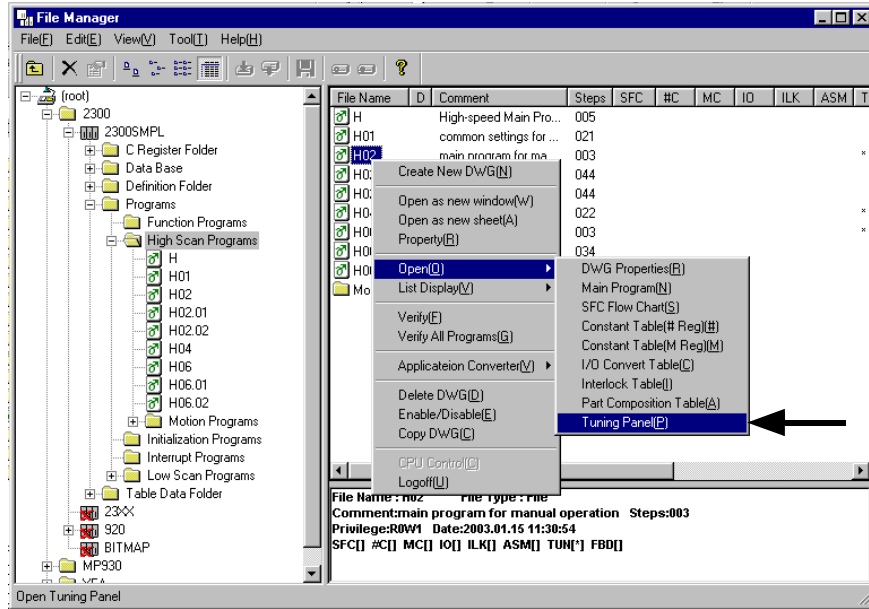 File Manager
File(F) Edit(E) View(V) Tool(T) Help(H)
(root)
2300
2300SMPL
C Register Folder
Data Base
Definition Folder
Programs
Function Programs
High Scan Programs
H
H01
H02
H02.01
H02.02
H04
H06
H06.01
H06.02
Motion Programs
Initialization Programs
Interrupt Programs
Low Scan Programs
Table Data Folder
23XX
920
BITMAP
MP930
File Name D Comment Steps SFC #C MC IO ILK ASM T
H High-speed Main Pro... 005
H01 common settings for ... 021
H02 main program for ma... 003 *
044
044
022 *
003 *
034
Create New DWG(N)
Open as new window(W)
Open as new sheet(A)
Property(R)
Open(O)
List Display(V)
Verify(F)
Verify All Programs(G)
Applicateion Converter(V)
Delete DWG(D)
Enable/Disable(E)
Copy DWG(C)
CPU Control(C)
Logoff(U)
DWG Properties(R)
Main Program(N)
SFC Flow Chart(S)
Constant Table(# Reg)(#)
Constant Table(M Reg)(M)
I/O Convert Table(C)
Interlock Table(I)
Part Composition Table(A)
Tuning Panel(P)
File Name : H02 File Type : File
Comment:main program for manual operation Steps:003
Privilege:R0W1 Date:2003.01.15 11:30:54
SFC[] #C[] MC[] IO[] ILK[] ASM[] TUN[*] FBD[]
Open Tuning Panel